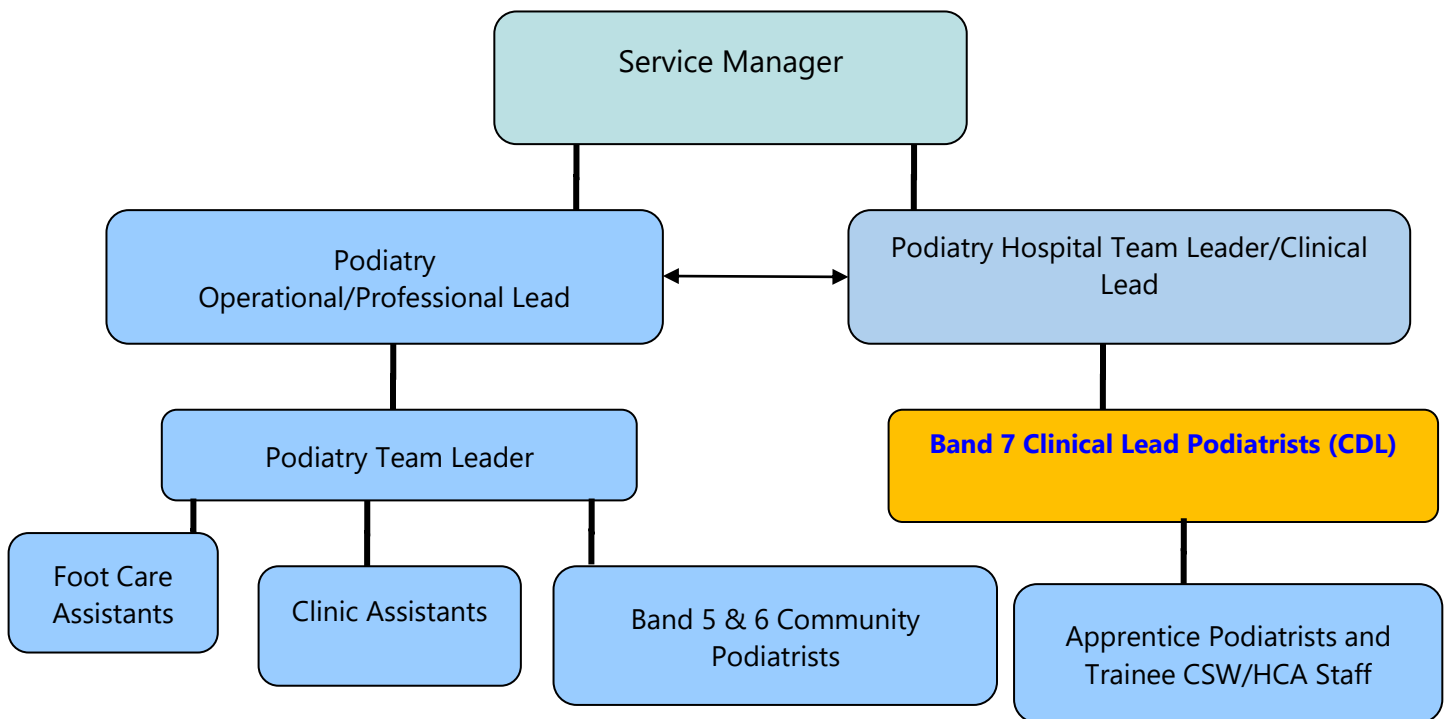 Service Manager
Podiatry
Operational/Professional Lead
Podiatry Hospital Team Leader/Clinical
Lead
Podiatry Team Leader
Band 7 Clinical Lead Podiatrists (CDL)
Foot Care
Assistants
Clinic Assistants
Band 5 & 6 Community
Podiatrists
Apprentice Podiatrists and
Trainee CSW/HCA Staff